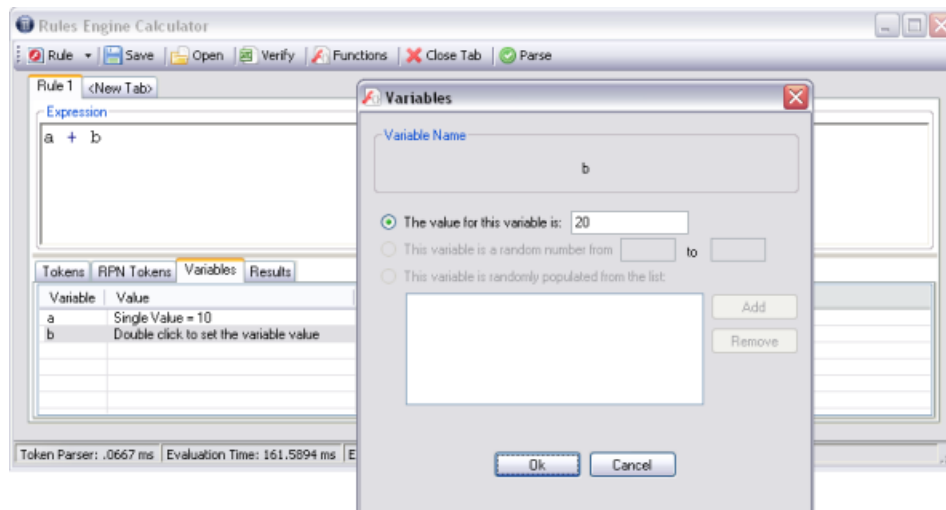 Rules Engine Calculator
Rule Save Open Verify Functions Close Tab Parse
Rule 1 <New Tab>
Expression
a + b
Tokens RPN Tokens Variables Results
Variable Value
a Single Value = 10
b Double click to set the variable value
Token Parser: .0667 ms Evaluation Time: 161.5894 ms E
Variables
Variable Name
b
The value for this variable is: 20
This variable is a random number from to
This variable is randomly populated from the list:
Add
Remove
Ok Cancel